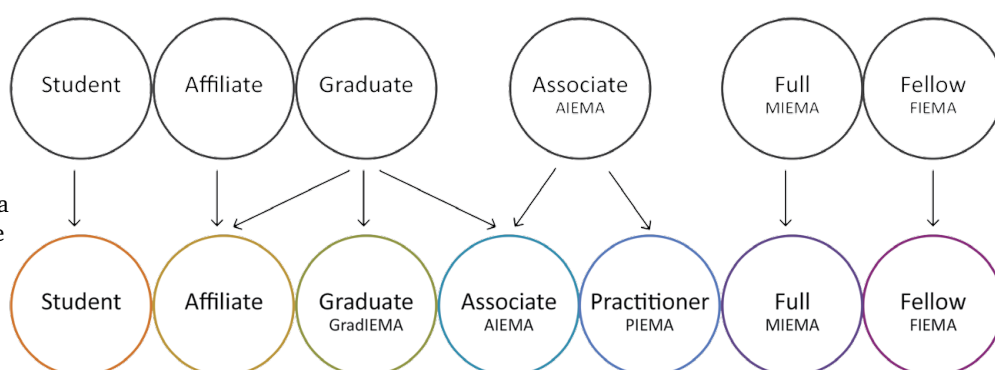 Student
Affiliate
Graduate
Associate
AIEMA
Full
MIEMA
Fellow
FIEMA
a
e
Student
Affiliate
Graduate
GradIEMA
Associate
AIEMA
Practitioner
PIEMA
Full
MIEMA
Fellow
FIEMA